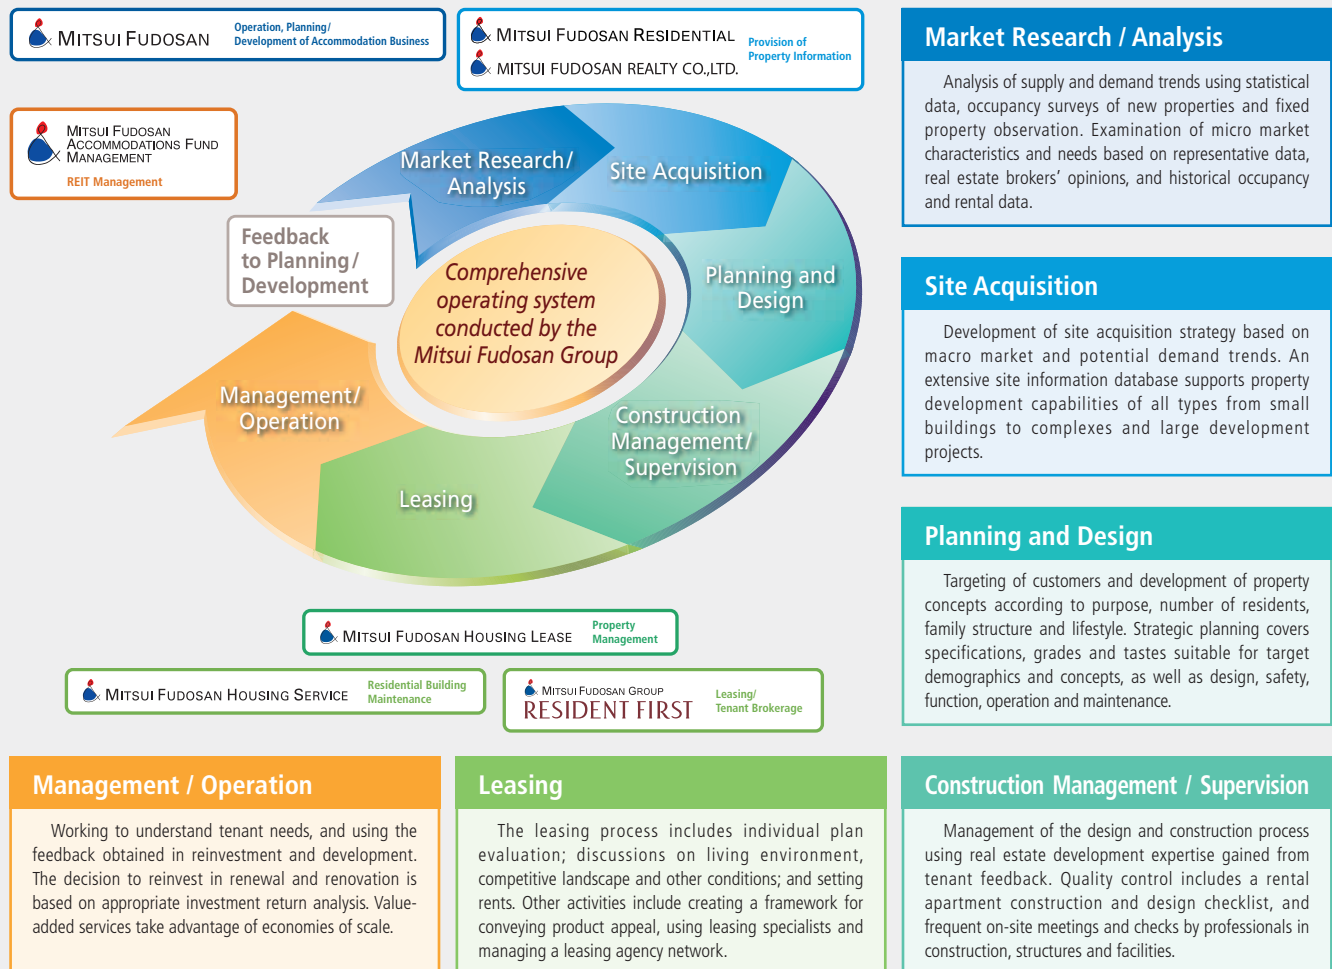 MITSUI FUDOSAN
Operation, Planning/
Development of Accommodation Business
MITSUI FUDOSAN RESIDENTIAL
MITSUI FUDOSAN REALTY CO.,LTD.
Provision of
Property Information
MITSUI FUDOSAN
ACCOMMODATIONS FUND
MANAGEMENT
REIT Management
Market Research/
Analysis
Site Acquisition
Feedback
to Planning/
Development
Comprehensive
operating system
conducted by the
Mitsui Fudosan Group
Planning and
Design
Management/
Operation
Construction
Management/
Supervision
Leasing
MITSUI FUDOSAN HOUSING LEASE
Property
Management
MITSUI FUDOSAN HOUSING SERVICE
Residential Building
Maintenance
MITSUI FUDOSAN GROUP
RESIDENT FIRST
Leasing/
Tenant Brokerage
Market Research / Analysis
Analysis of supply and demand trends using statistical
data, occupancy surveys of new properties and fixed
property observation. Examination of micro market
characteristics and needs based on representative data,
real estate brokers' opinions, and historical occupancy
and rental data.
Site Acquisition
Development of site acquisition strategy based on
macro market and potential demand trends. An
extensive site information database supports property
development capabilities of all types from small
buildings to complexes and large development
projects.
Planning and Design
Targeting of customers and development of property
concepts according to purpose, number of residents,
family structure and lifestyle. Strategic planning covers
specifications, grades and tastes suitable for target
demographics and concepts, as well as design, safety,
function, operation and maintenance.
Management / Operation
Working to understand tenant needs, and using the
feedback obtained in reinvestment and development.
The decision to reinvest in renewal and renovation is
based on appropriate investment return analysis. Value-
added services take advantage of economies of scale.
Leasing
The leasing process includes individual plan
evaluation; discussions on living environment,
competitive landscape and other conditions; and setting
rents. Other activities include creating a framework for
conveying product appeal, using leasing specialists and
managing a leasing agency network.
Construction Management / Supervision
Management of the design and construction process
using real estate development expertise gained from
tenant feedback. Quality control includes a rental
apartment construction and design checklist, and
frequent on-site meetings and checks by professionals in
construction, structures and facilities.